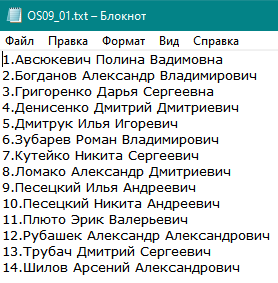 OS09_01.txt – Блокнот
Файл Правка Формат Вид Справка
1.Авсюкевич Полина Вадимовна
2.Богданов Александр Владимирович
3.Григоренко Дарья Сергеевна
4.Денисенко Дмитрий Дмитриевич
5.Дмитрук Илья Игоревич
6.Зубарев Роман Владимирович
7.Кутейко Никита Сергеевич
8.Ломако Александр Дмитриевич
9.Песецкий Илья Андреевич
10.Песецкий Никита Андреевич
11.Плюто Эрик Валерьевич
12.Рубашек Александр Александрович
13.Трубач Дмитрий Сергеевич
14.Шилов Арсений Александрович